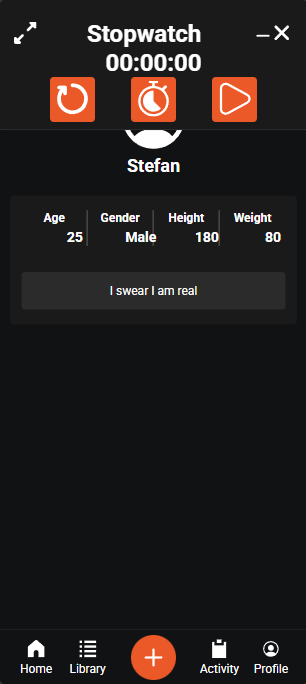 Stopwatch
00:00:00
Stefan
Age Gender Height Weight
25 Male 180 80
I swear I am real
Home Library Activity Profile